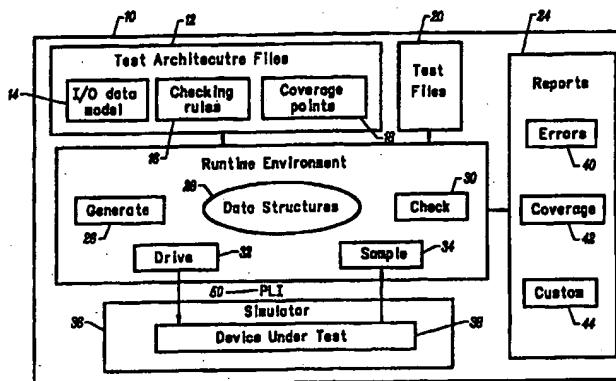 10
12
20
24
Test Architecutre Files
14
I/O data model
Checking rules
Coverage points
16
18
Test Files
Reports
Errors
40
Runtime Environment
28
30
Generate
Data Structures
Check
26
Coverage
42
Drive
32
Sample
34
50
PLI
Simulator
36
Device Under Test
38
Custom
44